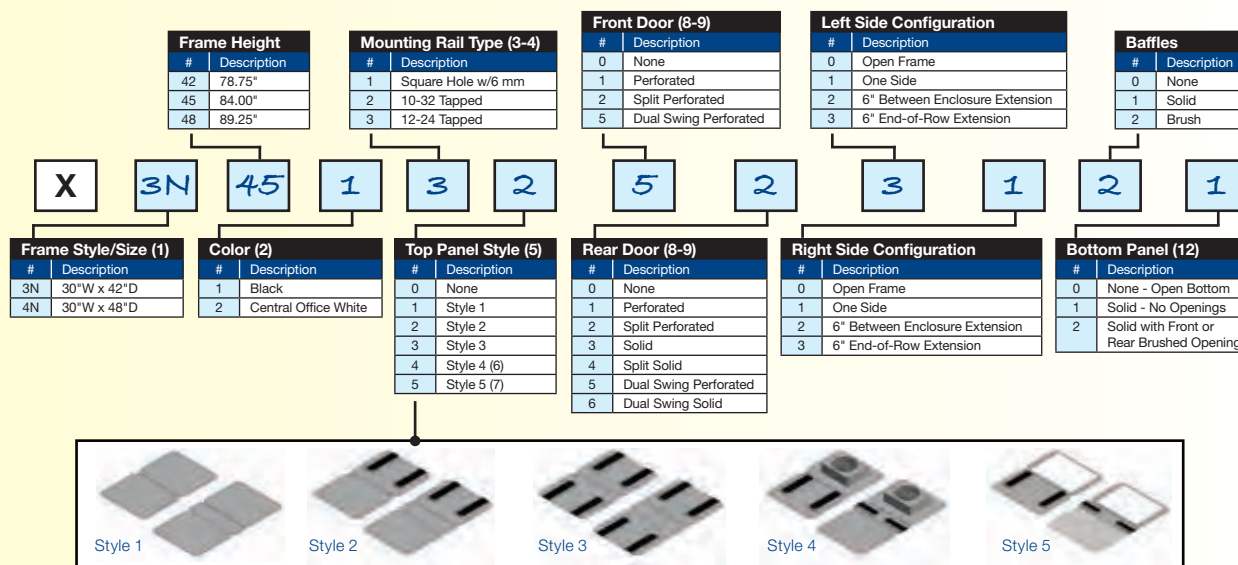 Frame Height
# Description
42 78.75"
45 84.00"
48 89.25"
Mounting Rail Type (3-4)
# Description
1 Square Hole w/6 mm
2 10-32 Tapped
3 12-24 Tapped
Front Door (8-9)
# Description
0 None
1 Perforated
2 Split Perforated
5 Dual Swing Perforated
Left Side Configuration
# Description
0 Open Frame
1 One Side
2 6" Between Enclosure Extension
3 6" End-of-Row Extension
Baffles
# Description
0 None
1 Solid
2 Brush
X 3N 45 1 3 2 5 2 3 1 2 1
Frame Style/Size (1)
# Description
3N 30"W x 42"D
4N 30"W x 48"D
Color (2)
# Description
1 Black
2 Central Office White
Top Panel Style (5)
# Description
0 None
1 Style 1
2 Style 2
3 Style 3
4 Style 4 (6)
5 Style 5 (7)
Rear Door (8-9)
# Description
0 None
1 Perforated
2 Split Perforated
3 Solid
4 Split Solid
5 Dual Swing Perforated
6 Dual Swing Solid
Right Side Configuration
# Description
0 Open Frame
1 One Side
2 6" Between Enclosure Extension
3 6" End-of-Row Extension
Bottom Panel (12)
# Description
0 None - Open Bottom
1 Solid - No Openings
2 Solid with Front or
Rear Brushed Opening
Style 1 Style 2 Style 3 Style 4 Style 5